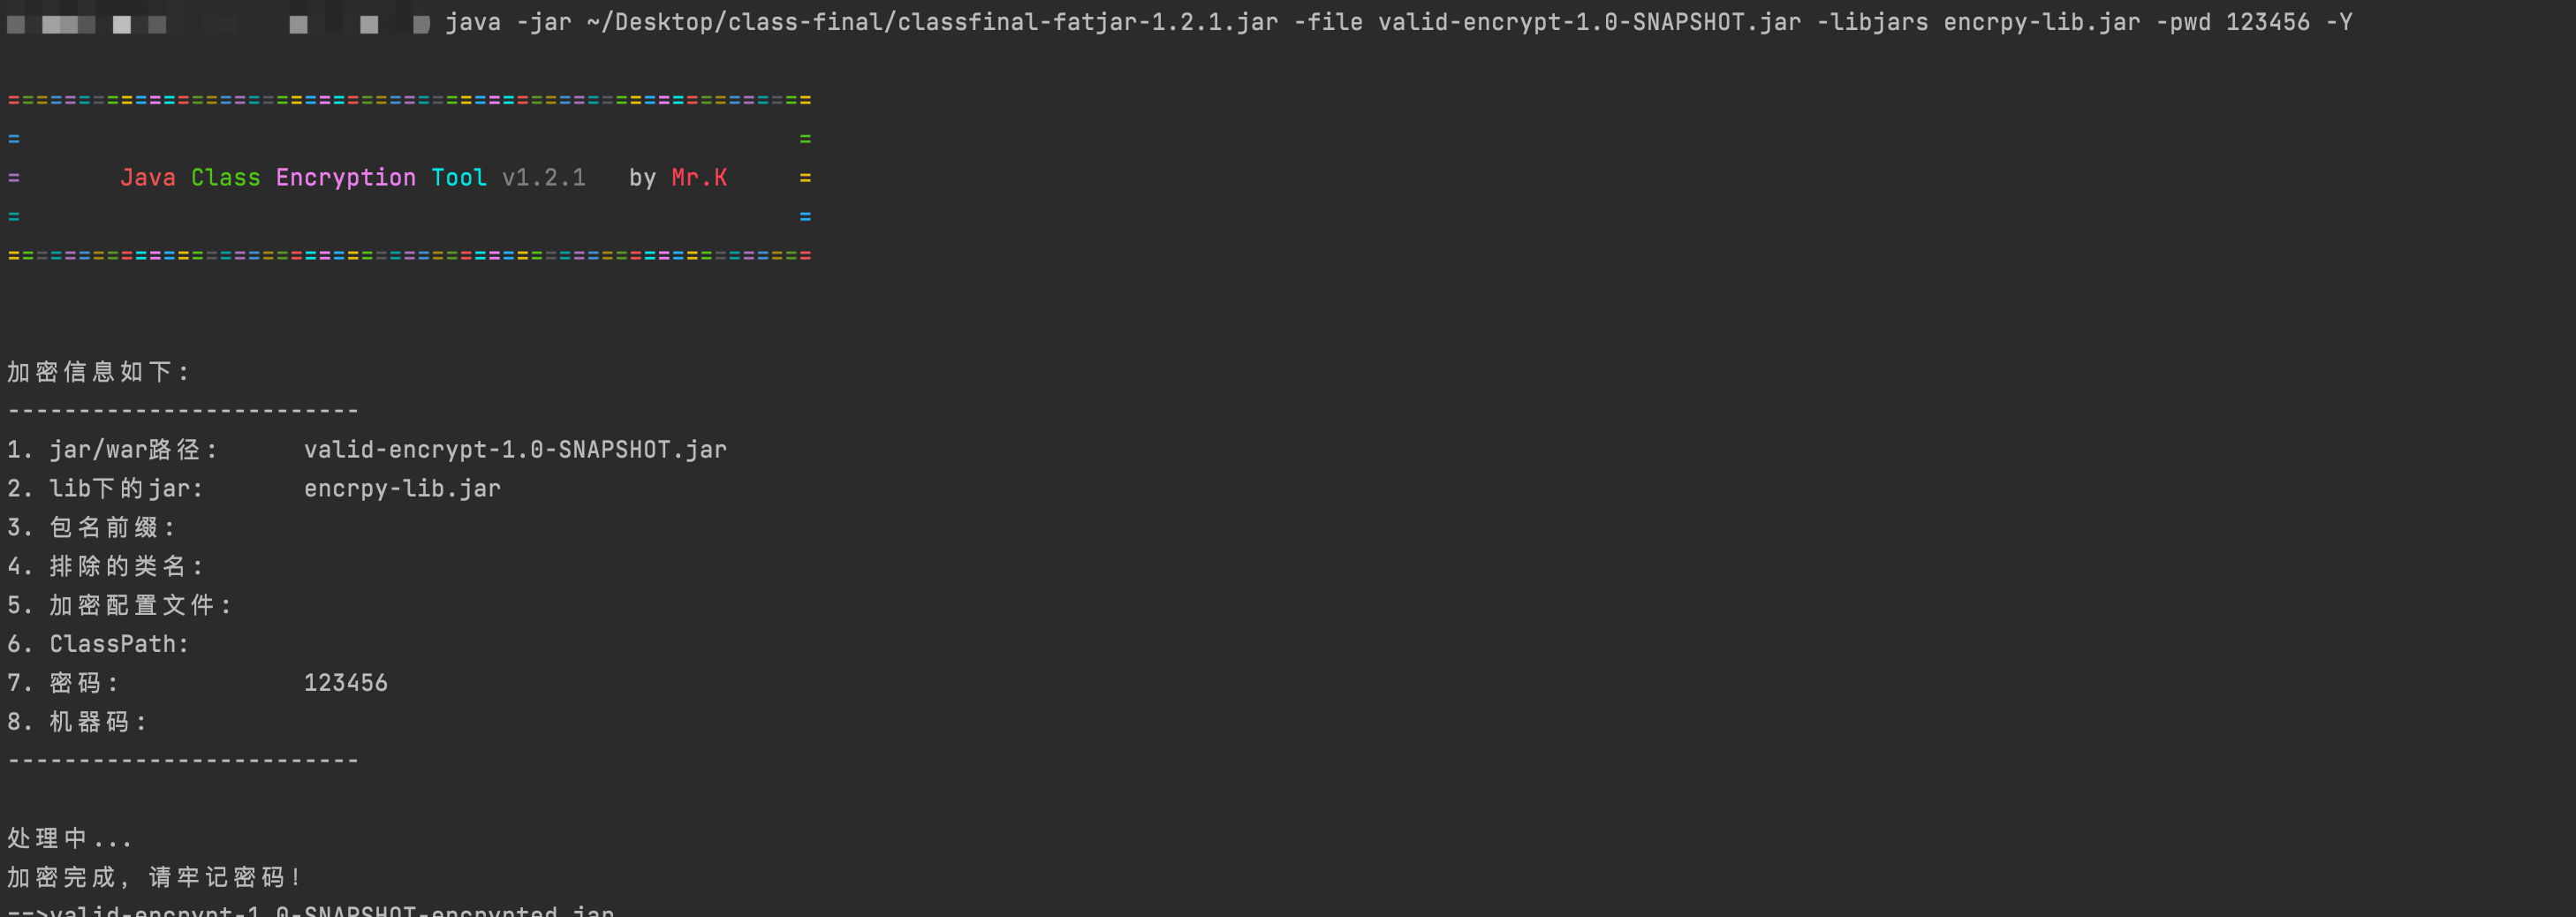 java -jar ~/Desktop/class-final/classfinal-fatjar-1.2.1.jar -file valid-encrypt-1.0-SNAPSHOT.jar -libjars encrpy-lib.jar -pwd 123456 -Y
=========================================================
= =
= Java Class Encryption Tool v1.2.1 by Mr.K =
= =
=========================================================
加密信息如下：
-------------------------
1. jar/war路径： valid-encrypt-1.0-SNAPSHOT.jar
2. lib下的jar: encrpy-lib.jar
3. 包名前缀：
4. 排除的类名：
5. 加密配置文件：
6. ClassPath:
7. 密码： 123456
8. 机器码：
-------------------------
处理中...
加密完成，请牢记密码！
==>valid-encrypt-1.0-SNAPSHOT-encrypted.jar